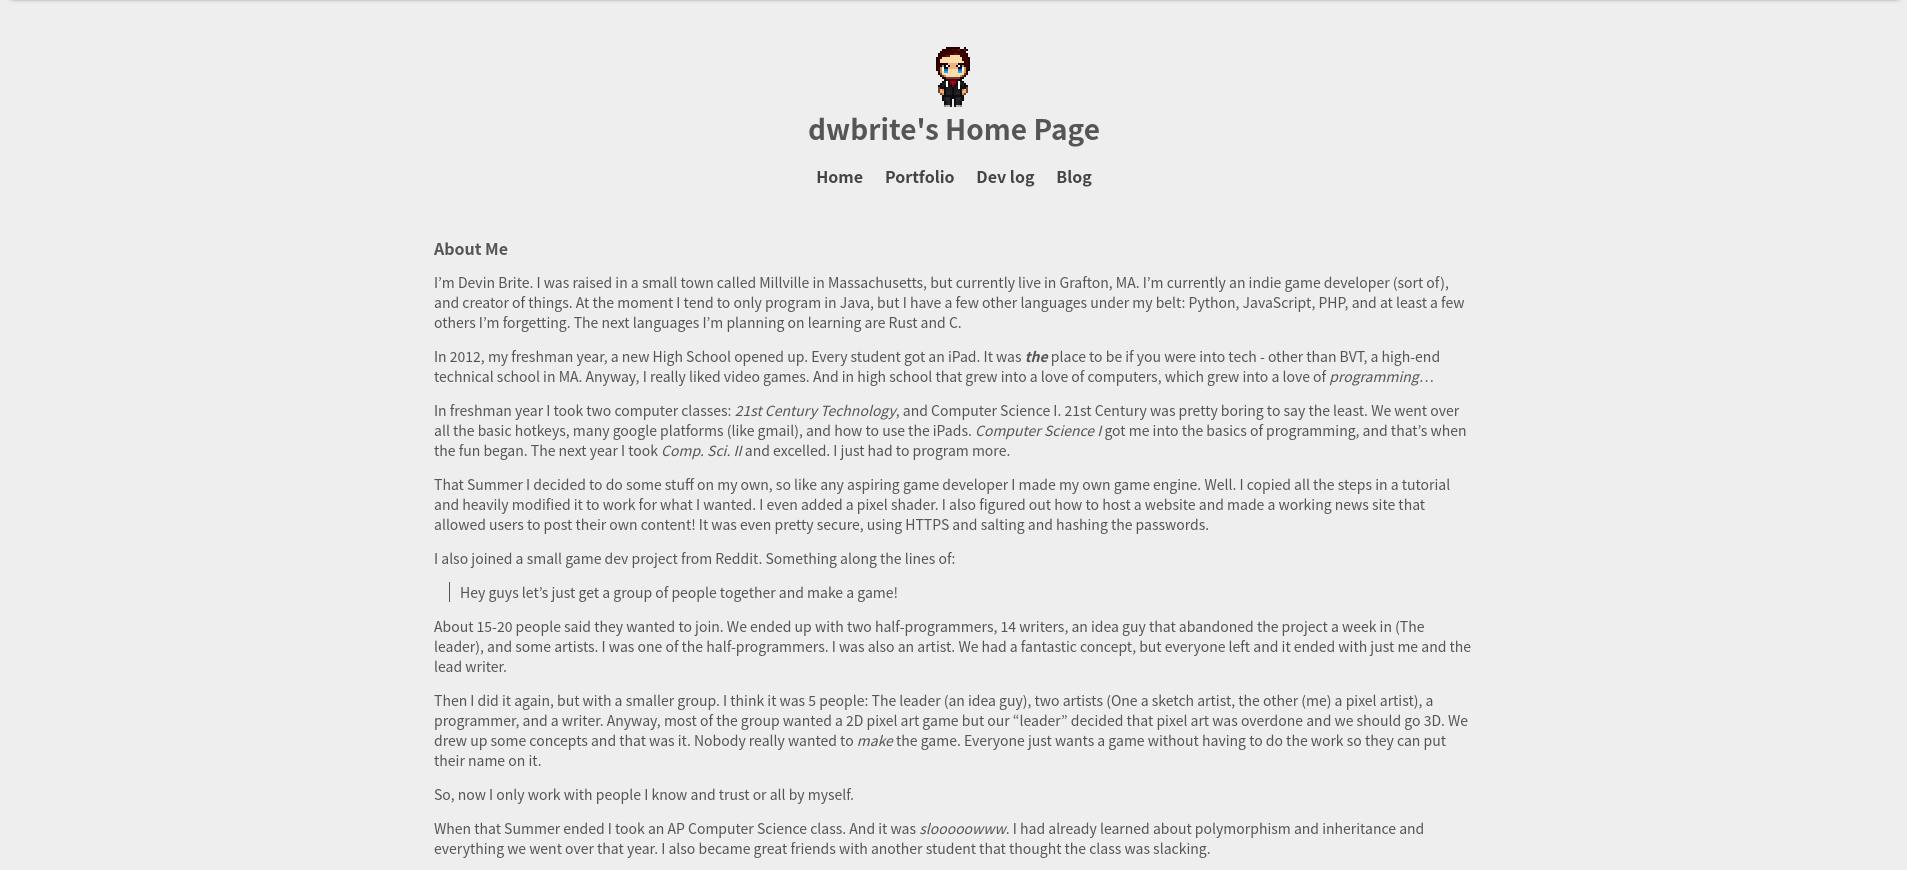 dwbrite's Home Page
Home Portfolio Dev log Blog
About Me
I’m Devin Brite. I was raised in a small town called Millville in Massachusetts, but currently live in Grafton, MA. I’m currently an indie game developer (sort of),
and creator of things. At the moment I tend to only program in Java, but I have a few other languages under my belt: Python, JavaScript, PHP, and at least a few
others I’m forgetting. The next languages I’m planning on learning are Rust and C.
In 2012, my freshman year, a new High School opened up. Every student got an iPad. It was the place to be if you were into tech - other than BVT, a high-end
technical school in MA. Anyway, I really liked video games. And in high school that grew into a love of computers, which grew into a love of programming…
In freshman year I took two computer classes: 21st Century Technology, and Computer Science I. 21st Century was pretty boring to say the least. We went over
all the basic hotkeys, many google platforms (like gmail), and how to use the iPads. Computer Science I got me into the basics of programming, and that’s when
the fun began. The next year I took Comp. Sci. II and excelled. I just had to program more.
That Summer I decided to do some stuff on my own, so like any aspiring game developer I made my own game engine. Well. I copied all the steps in a tutorial
and heavily modified it to work for what I wanted. I even added a pixel shader. I also figured out how to host a website and made a working news site that
allowed users to post their own content! It was even pretty secure, using HTTPS and salting and hashing the passwords.
I also joined a small game dev project from Reddit. Something along the lines of:
Hey guys let’s just get a group of people together and make a game!
About 15-20 people said they wanted to join. We ended up with two half-programmers, 14 writers, an idea guy that abandoned the project a week in (The
leader), and some artists. I was one of the half-programmers. I was also an artist. We had a fantastic concept, but everyone left and it ended with just me and the
lead writer.
Then I did it again, but with a smaller group. I think it was 5 people: The leader (an idea guy), two artists (One a sketch artist, the other (me) a pixel artist), a
programmer, and a writer. Anyway, most of the group wanted a 2D pixel art game but our “leader” decided that pixel art was overdone and we should go 3D. We
drew up some concepts and that was it. Nobody really wanted to make the game. Everyone just wants a game without having to do the work so they can put
their name on it.
So, now I only work with people I know and trust or all by myself.
When that Summer ended I took an AP Computer Science class. And it was slooooowww. I had already learned about polymorphism and inheritance and
everything we went over that year. I also became great friends with another student that thought the class was slacking.